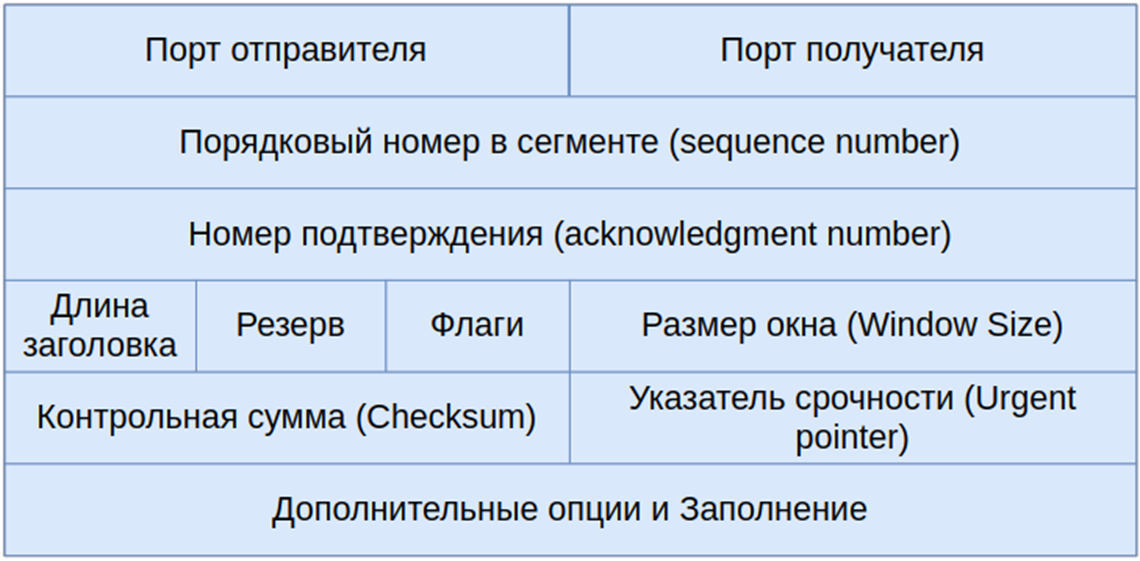 Порт отправителя
Порт получателя
Порядковый номер в сегменте (sequence number)
Номер подтверждения (acknowledgment number)
Длина
заголовка
Резерв
Флаги
Размер окна (Window Size)
Контрольная сумма (Checksum)
Указатель срочности (Urgent
pointer)
Дополнительные опции и Заполнение